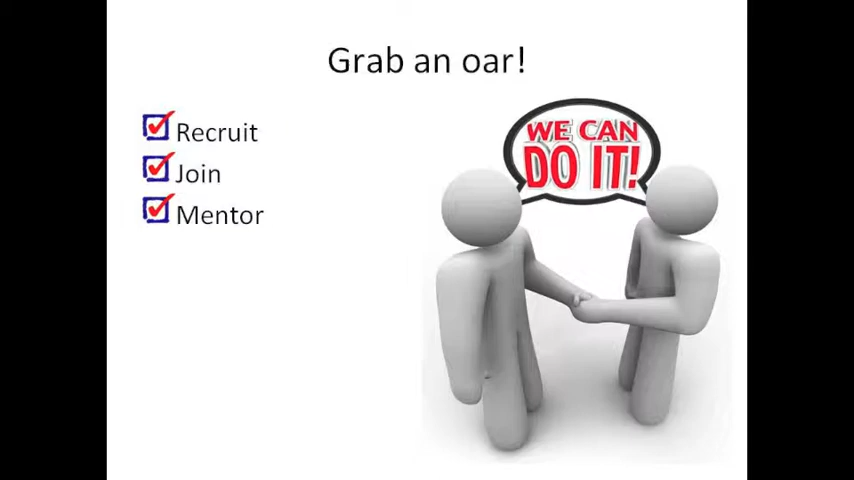 Grab an oar!
Recruit
Join
Mentor
WE CAN
DO IT!